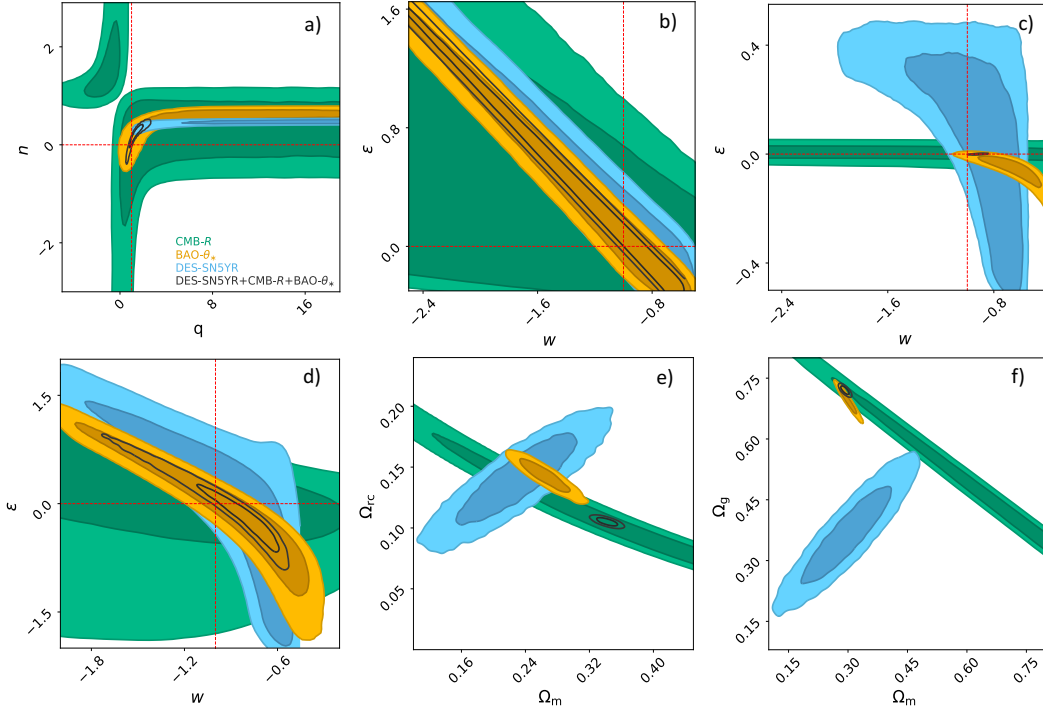 a)
2
0
−2
n
0
8
16
q
CMB-R
BAO-θ*
DES-SN5YR
DES-SN5YR+CMB-R+BAO-θ*
b)
1.6
0.8
0.0
ε
−2.4
−1.6
−0.8
w
c)
0.4
0.0
−0.4
ε
−2.4
−1.6
−0.8
w
d)
1.5
0.0
−1.5
ε
−1.8
−1.2
−0.6
w
e)
0.20
0.15
0.10
0.05
Ωrc
0.16
0.24
0.32
0.40
Ωm
f)
0.75
0.60
0.45
0.30
0.15
Ωg
0.15
0.30
0.45
0.60
0.75
Ωm